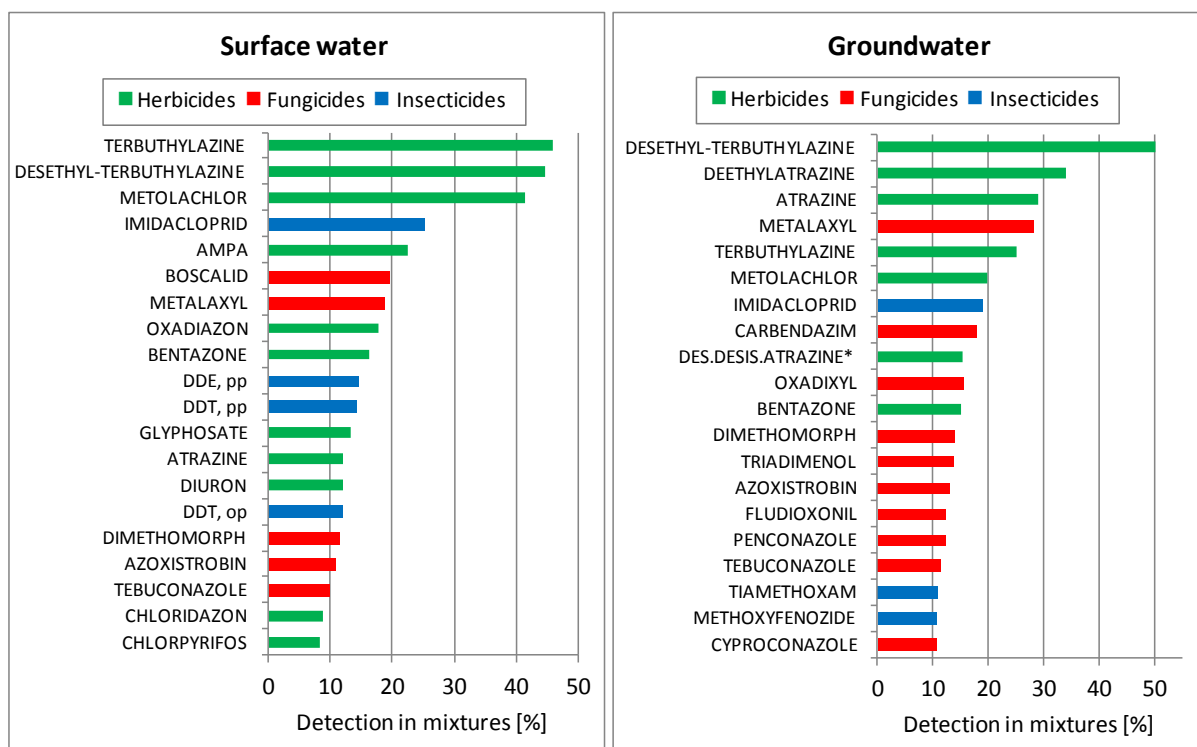 Surface water
Herbicides Fungicides Insecticides
TERBUTHYLAZINE
DESETHYL-TERBUTHYLAZINE
METOLACHLOR
IMIDACLOPRID
AMPA
BOSCALID
METALAXYL
OXADIAZON
BENTAZONE
DDE, pp
DDT, pp
GLYPHOSATE
ATRAZINE
DIURON
DDT, op
DIMETHOMORPH
AZOXISTROBIN
TEBUCONAZOLE
CHLORIDAZON
CHLORPYRIFOS
0 10 20 30 40 50
Detection in mixtures [%]
Groundwater
Herbicides Fungicides Insecticides
DESETHYL-TERBUTHYLAZINE
DEETHYLATRAZINE
ATRAZINE
METALAXYL
TERBUTHYLAZINE
METOLACHLOR
IMIDACLOPRID
CARBENDAZIM
DES.DESIS.ATRAZINE*
OXADIXYL
BENTAZONE
DIMETHOMORPH
TRIADIMENOL
AZOXISTROBIN
FLUDIOXONIL
PENCONAZOLE
TEBUCONAZOLE
TIAMETHOXAM
METHOXYFENOZIDE
CYPROCONAZOLE
0 10 20 30 40 50
Detection in mixtures [%]